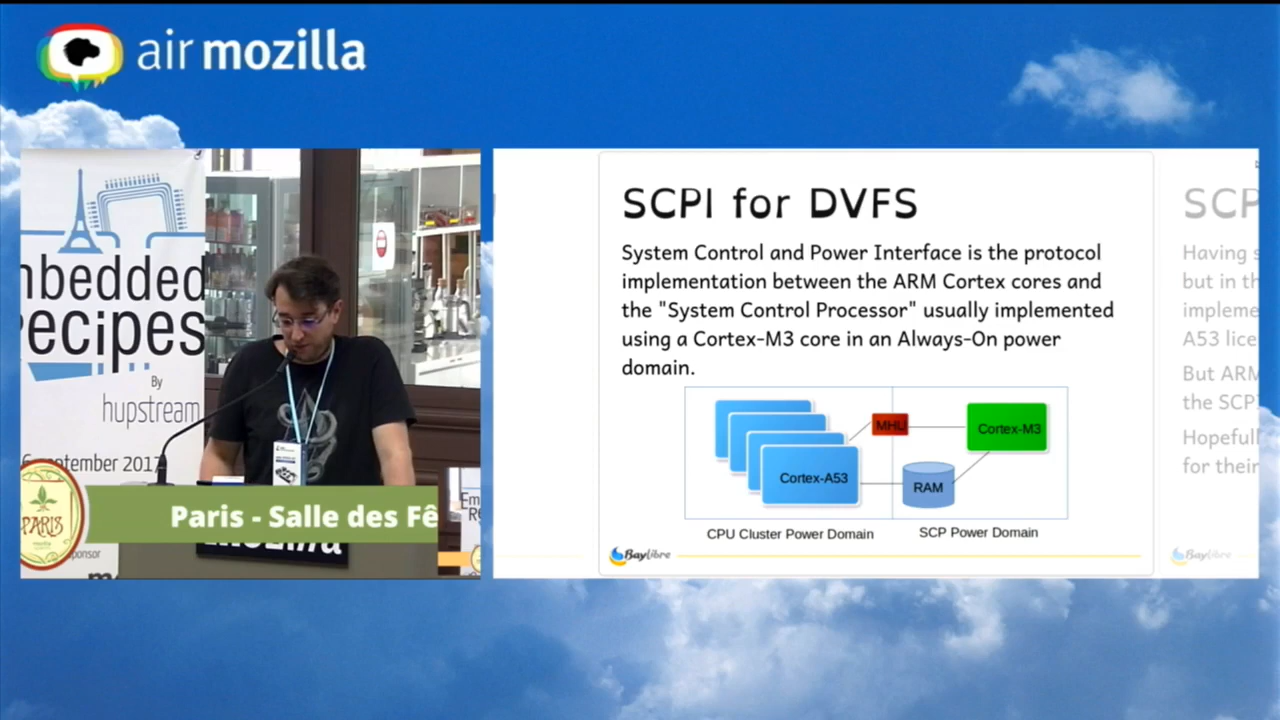 air mozilla
mbedded
ecipes
By
hupstream
2017
PARIS
mozilla
Paris - Salle des Fê
ponsor
SCPI for DVFS
System Control and Power Interface is the protocol
implementation between the ARM Cortex cores and
the "System Control Processor" usually implemented
using a Cortex-M3 core in an Always-On power
domain.
MHU
Cortex-M3
Cortex-A53
RAM
CPU Cluster Power Domain
SCP Power Domain
BayLibre
SCP
Having
but in th
impleme
A53 lice
But ARM
the SCP
Hopefull
for their
BayLibre